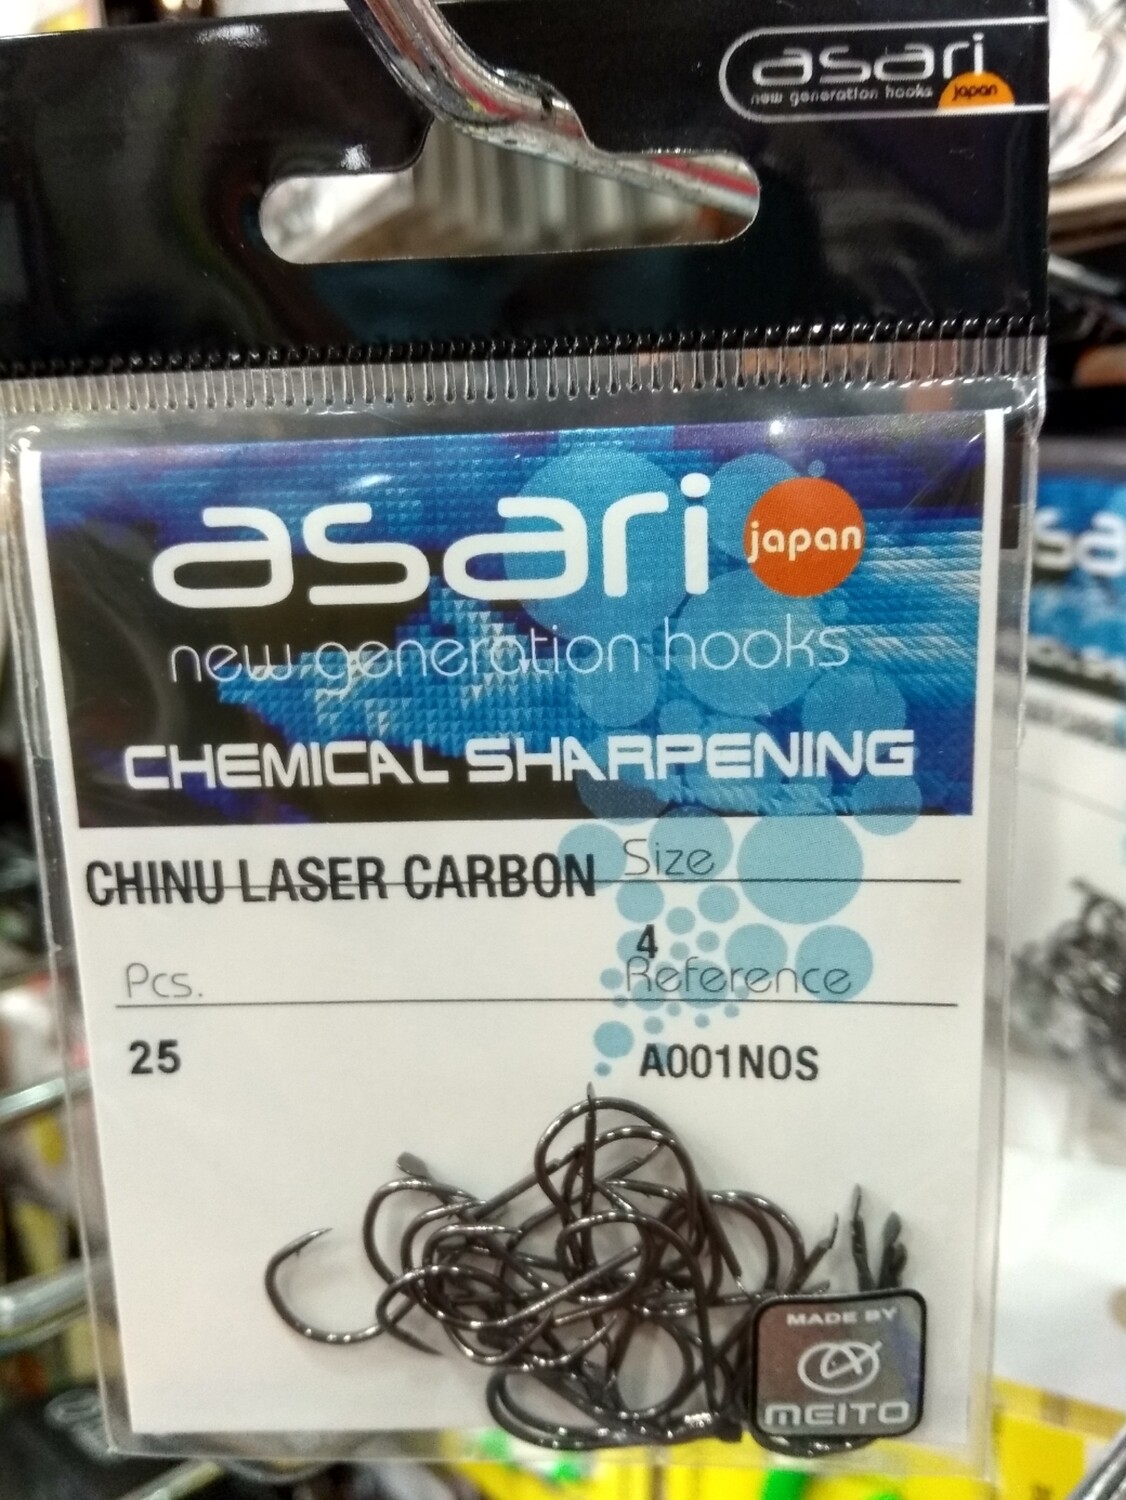 asari
new generation hooks japan
asari japan
new generation hooks
CHEMICAL SHARPENING
CHINU LASER CARBON
Size
4
Pcs.
Reference
25
A001NOS
MADE BY
MEITO